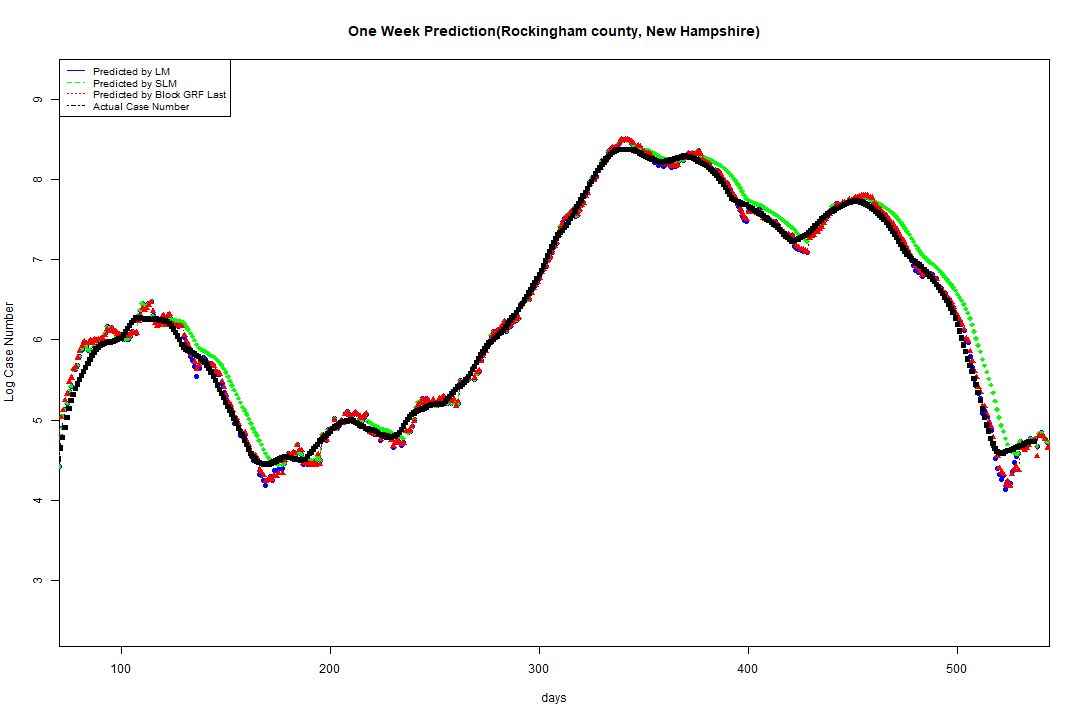 One Week Prediction(Rockingham county, New Hampshire)
Predicted by LM
Predicted by SLM
Predicted by Block GRF Last
Actual Case Number
Log Case Number
9
8
7
6
5
4
3
100 200 300 400 500
days